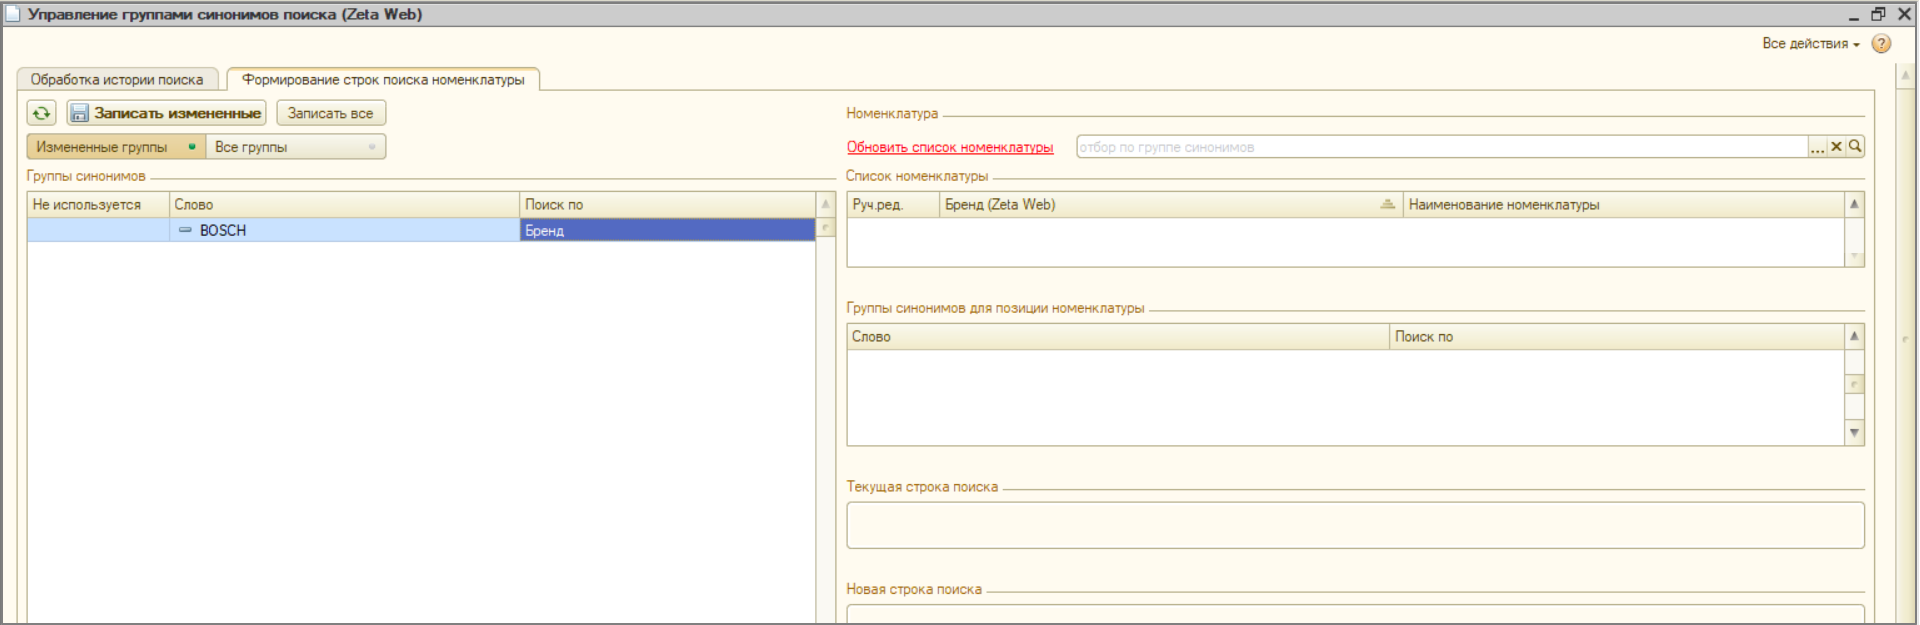 Управление группами синонимов поиска (Zeta Web)
Все действия
Обработка истории поиска
Формирование строк поиска номенклатуры
Записать измененные
Записать все
Измененные группы
Все группы
Группы синонимов
Не используется
Слово
Поиск по
BOSCH
Бренд
Номенклатура
Обновить список номенклатуры
отбор по группе синонимов
Список номенклатуры
Руч.ред.
Бренд (Zeta Web)
Наименование номенклатуры
Группы синонимов для позиции номенклатуры
Слово
Поиск по
Текущая строка поиска
Новая строка поиска